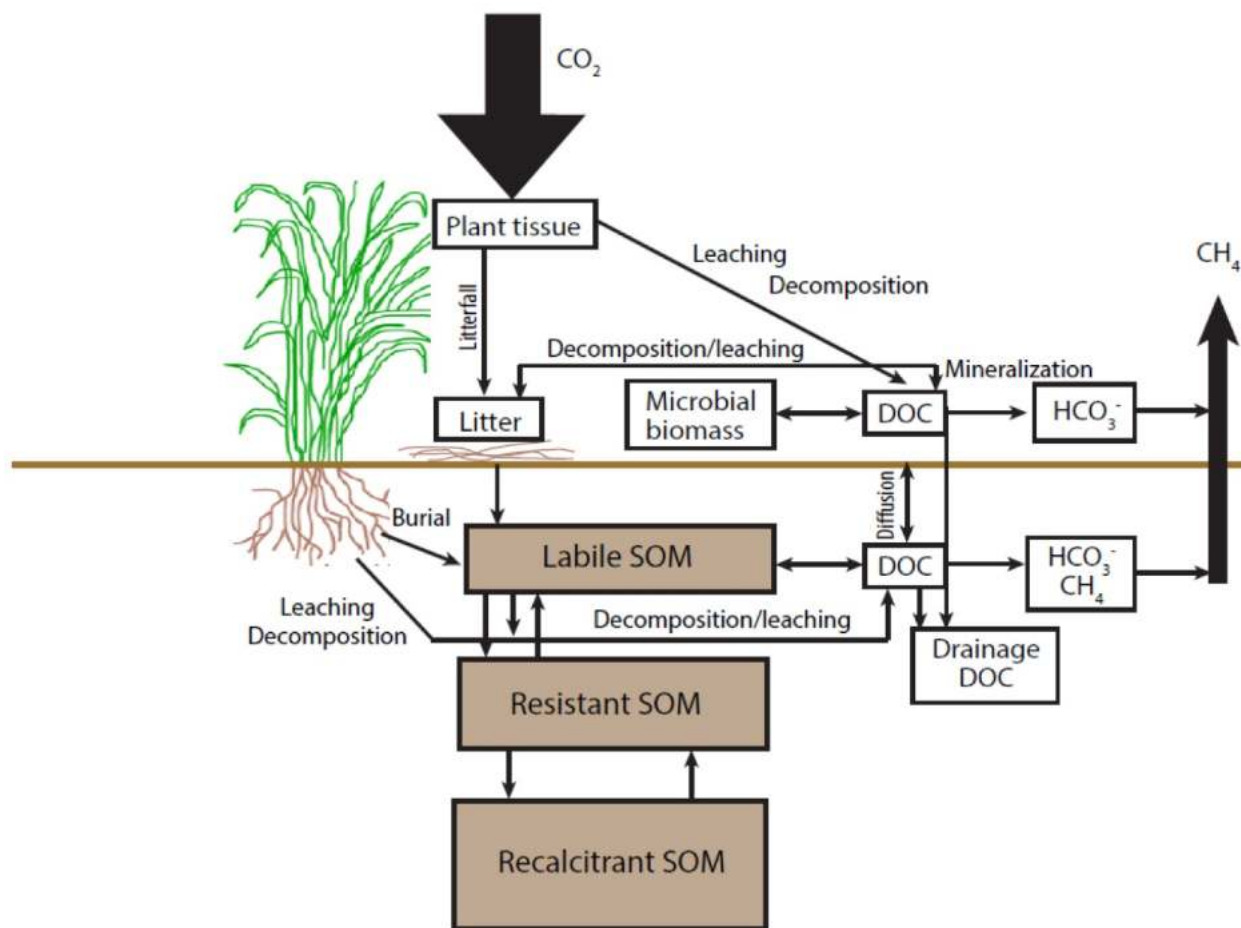 CO₂
Plant tissue
Leaching
Decomposition
CH₄
Litterfall
Decomposition/leaching
Mineralization
Litter
Microbial
biomass
DOC
HCO₃⁻
Burial
Diffusion
Labile SOM
DOC
HCO₃⁻
CH₄
Leaching
Decomposition
Decomposition/leaching
Drainage
DOC
Resistant SOM
Recalcitrant SOM